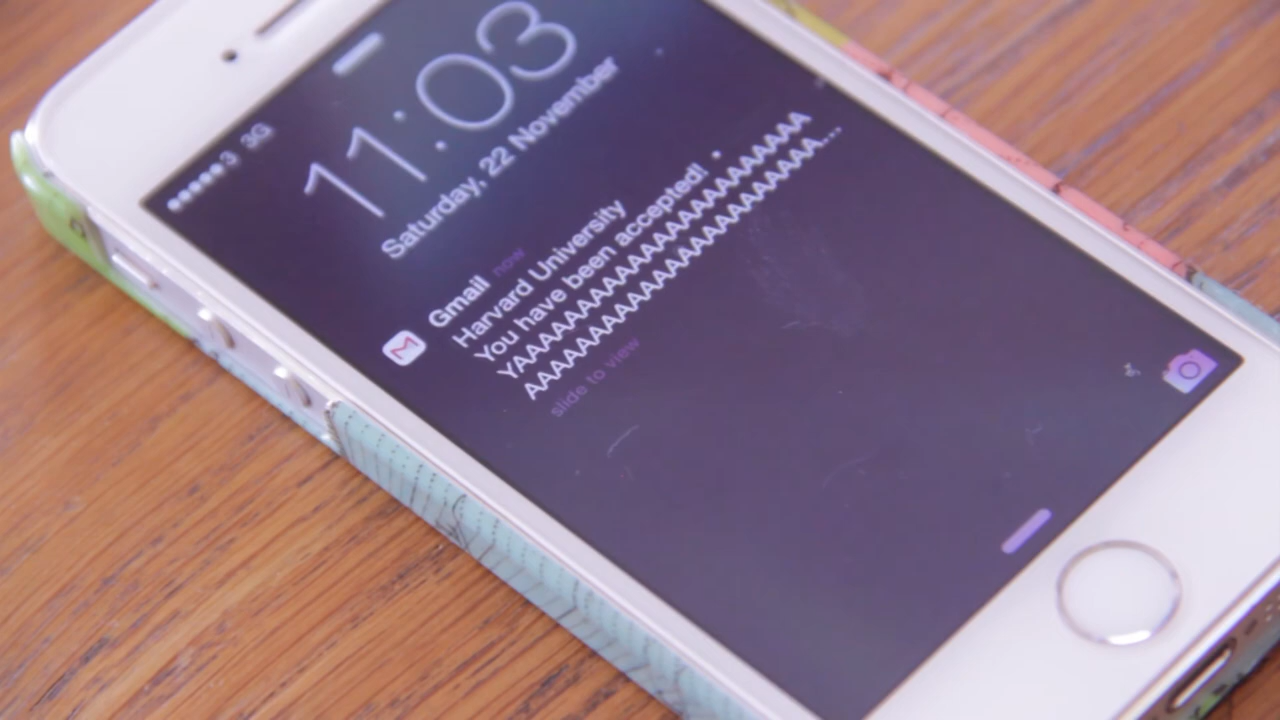 ●●●●●3 3G
11:03
Saturday, 22 November
Gmail now
Harvard University
You have been accepted!
YAAAAAAAAAAAAAAAAAAAAAAA
AAAAAAAAAAAAAAAAAAAAAAA...
slide to view